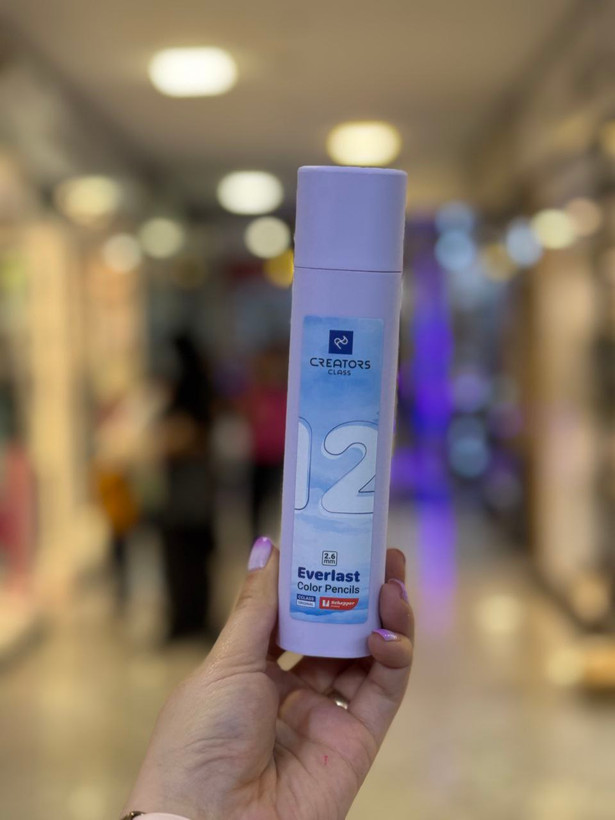 CREATORS
CLASS
12
2.6
mm
Everlast
Color Pencils